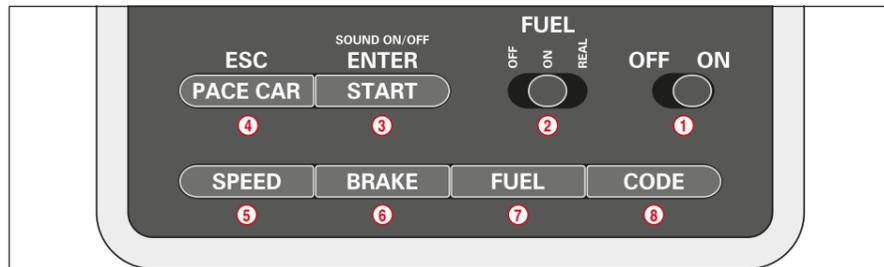 FUEL
SOUND ON/OFF
ESC ENTER OFF ON REAL OFF ON
PACE CAR START
4 3 2 1
SPEED BRAKE FUEL CODE
5 6 7 8